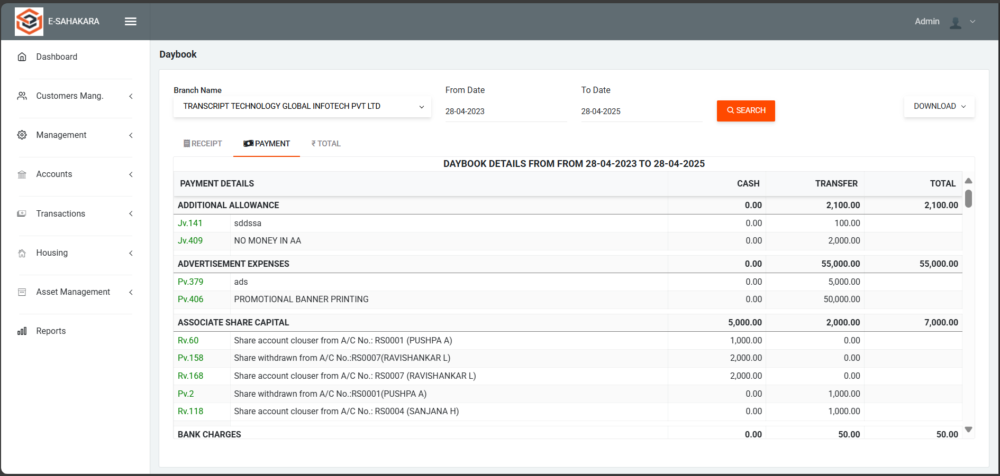 E-SAHAKARA
Admin
Dashboard
Customers Mang.
Management
Accounts
Transactions
Housing
Asset Management
Reports
Daybook
Branch Name From Date To Date
TRANSCRIPT TECHNOLOGY GLOBAL INFOTECH PVT LTD 28-04-2023 28-04-2025 SEARCH DOWNLOAD
RECEIPT PAYMENT ₹ TOTAL
DAYBOOK DETAILS FROM FROM 28-04-2023 TO 28-04-2025
PAYMENT DETAILS CASH TRANSFER TOTAL
ADDITIONAL ALLOWANCE 0.00 2,100.00 2,100.00
Jv.141 sddssa 0.00 100.00
Jv.409 NO MONEY IN AA 0.00 2,000.00
ADVERTISEMENT EXPENSES 0.00 55,000.00 55,000.00
Pv.379 ads 0.00 5,000.00
Pv.406 PROMOTIONAL BANNER PRINTING 0.00 50,000.00
ASSOCIATE SHARE CAPITAL 5,000.00 2,000.00 7,000.00
Rv.60 Share account clouser from A/C No.: RS0001 (PUSHPA A) 1,000.00 0.00
Pv.158 Share withdrawn from A/C No.:RS0007(RAVISHANKAR L) 2,000.00 0.00
Rv.168 Share account clouser from A/C No.: RS0007 (RAVISHANKAR L) 2,000.00 0.00
Pv.2 Share withdrawn from A/C No.:RS0001(PUSHPA A) 0.00 1,000.00
Rv.118 Share account clouser from A/C No.: RS0004 (SANJANA H) 0.00 1,000.00
BANK CHARGES 0.00 50.00 50.00